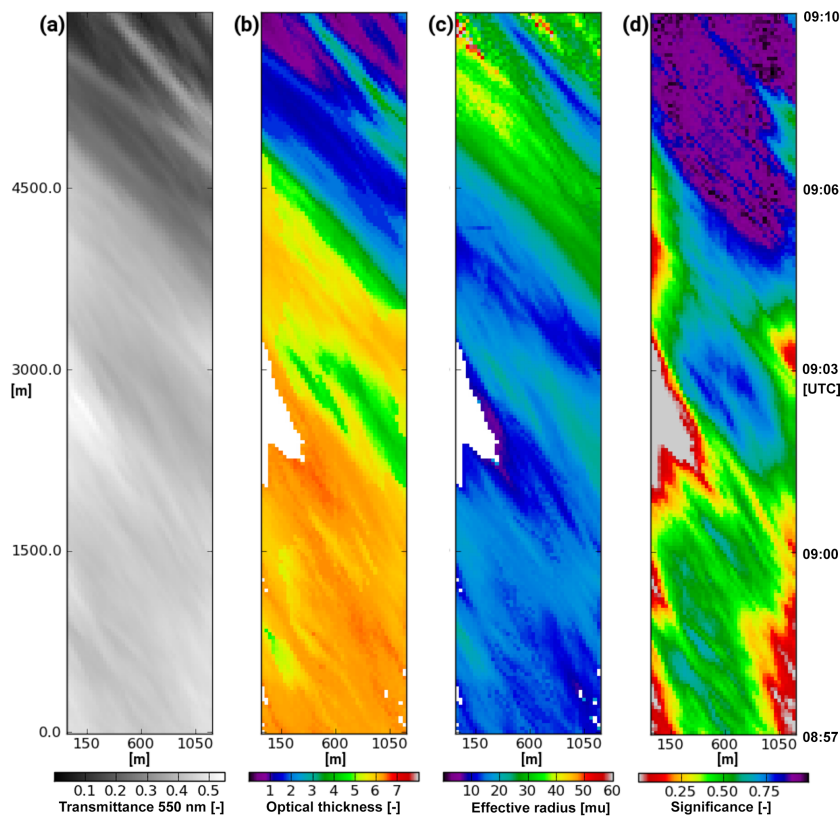 (a) (b) (c) (d) 09:10
4500.0 09:06
3000.0 09:03
[m] [UTC]
1500.0 09:00
0.0 08:57
150 600 1050 150 600 1050 150 600 1050 150 600 1050
[m] [m] [m] [m]
0.1 0.2 0.3 0.4 0.5 1 2 3 4 5 6 7 10 20 30 40 50 60 0.25 0.50 0.75
Transmittance 550 nm [-] Optical thickness [-] Effective radius [mu] Significance [-]